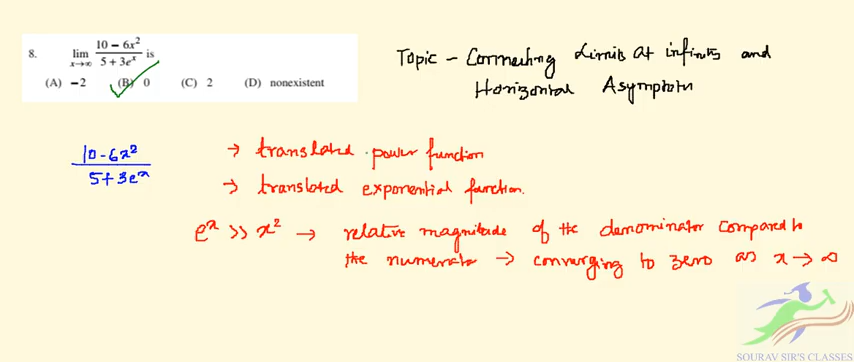 8. lim x→∞ (10 − 6x²)/(5 + 3eˣ) is
(A) −2 (B) 0 (C) 2 (D) nonexistent
Topic - Connecting Limits at infinity and
Horizontal Asymptote
10-6x²
5+3eˣ
→ translated power function
→ translated exponential function.
eˣ >> x² → relative magnitude of the denominator compared to
the numerator → converging to zero as x → ∞
SOURAV SIR'S CLASSES